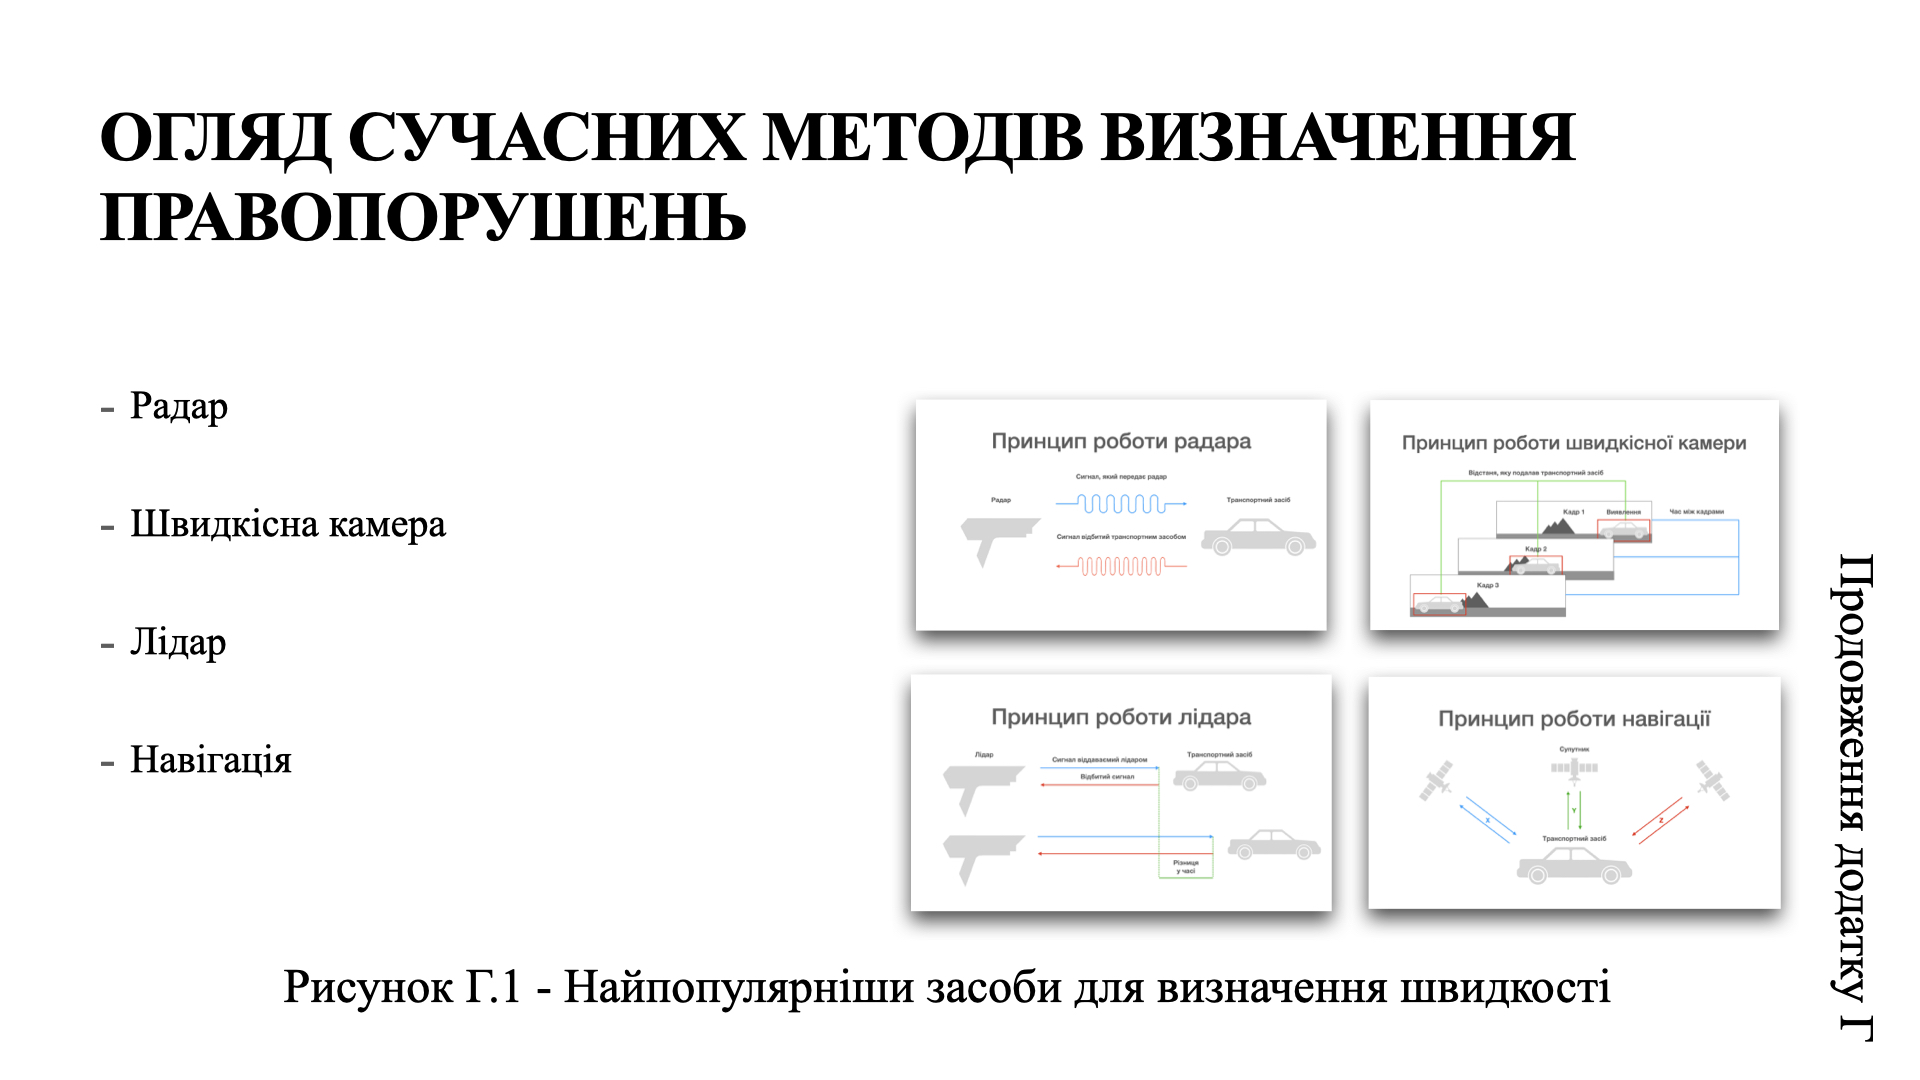 ОГЛЯД СУЧАСНИХ МЕТОДІВ ВИЗНАЧЕННЯ
ПРАВОПОРУШЕНЬ
- Радар
- Швидкісна камера
- Лідар
- Навігація
Принцип роботи радара
Сигнал, який передає радар
Радар
Транспортний засіб
Сигнал відбитий транспортним засобом
Принцип роботи швидкісної камери
Відстаня, яку подалав транспортний засіб
Кадр 1
Виявлення
Час між кадрами
Кадр 2
Кадр 3
Принцип роботи лідара
Лідар
Сигнал віддаваємий лідаром
Транспортний засіб
Відбитий сигнал
Різниця
у часі
Принцип роботи навігації
Супутник
X
Y
Z
Транспортний засіб
Рисунок Г.1 - Найпопулярніши засоби для визначення швидкості
Продовження додатку Г